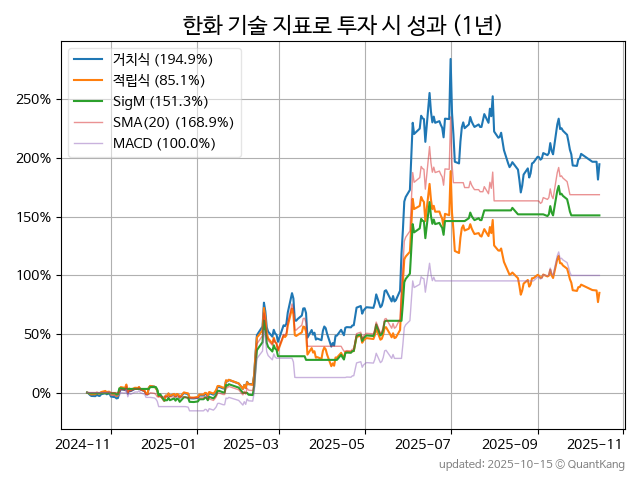 한화 기술 지표로 투자 시 성과 (1년)
거치식 (194.9%)
적립식 (85.1%)
SigM (151.3%)
SMA(20) (168.9%)
MACD (100.0%)
250%
200%
150%
100%
50%
0%
2024-11
2025-01
2025-03
2025-05
2025-07
2025-09
2025-11
updated: 2025-10-15 © QuantKang